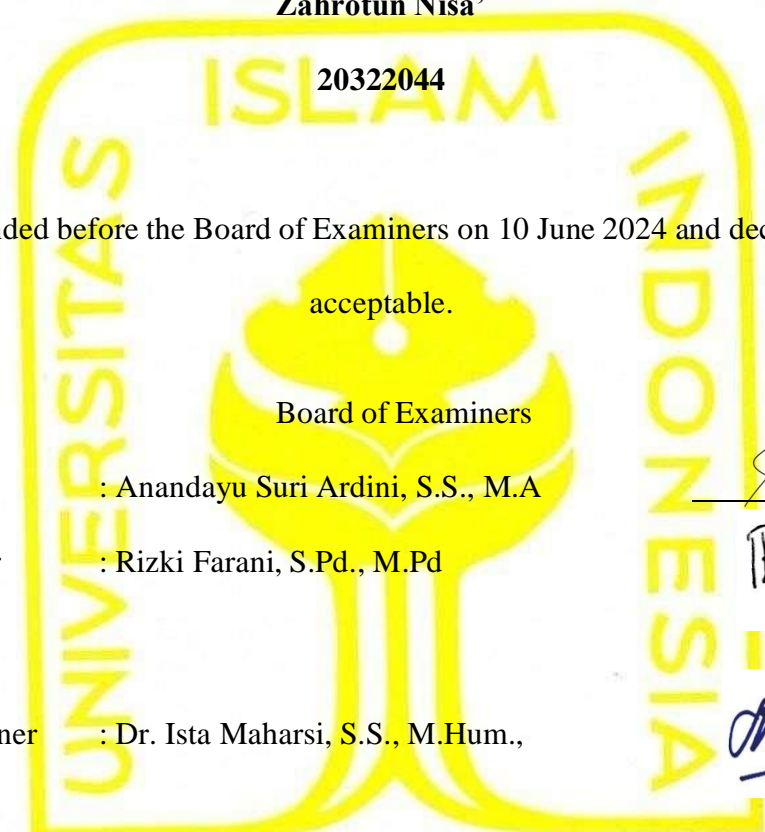 Zahrotun Nisa'
20322044
UNIVERSITAS ISLAM INDONESIA
nded before the Board of Examiners on 10 June 2024 and dec
acceptable.
Board of Examiners
: Anandayu Suri Ardini, S.S., M.A
: Rizki Farani, S.Pd., M.Pd
ner : Dr. Ista Maharsi, S.S., M.Hum.,